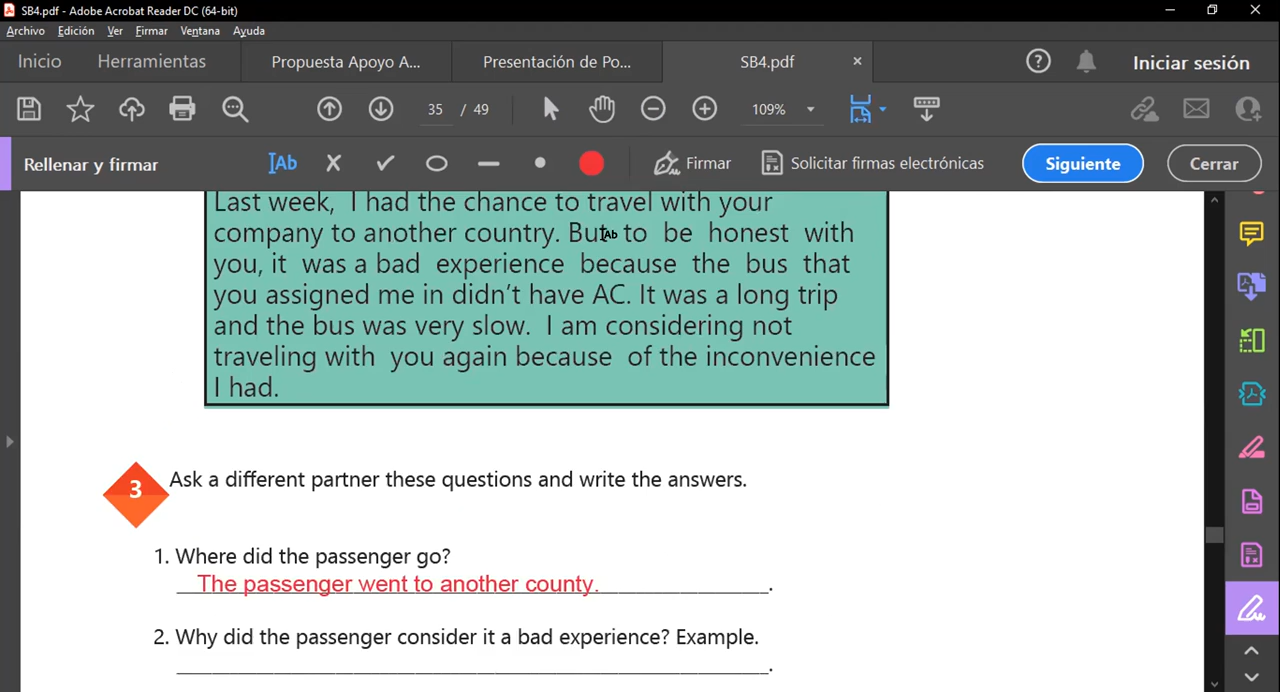 SB4.pdf - Adobe Acrobat Reader DC (64-bit)
Archivo Edición Ver Firmar Ventana Ayuda
Inicio Herramientas Propuesta Apoyo A... Presentación de Po... SB4.pdf Iniciar sesión
35 / 49 109%
Rellenar y firmar Ab Firmar Solicitar firmas electrónicas Siguiente Cerrar
Last week, I had the chance to travel with your
company to another country. But to be honest with
you, it was a bad experience because the bus that
you assigned me in didn't have AC. It was a long trip
and the bus was very slow. I am considering not
traveling with you again because of the inconvenience
I had.
3 Ask a different partner these questions and write the answers.
1. Where did the passenger go?
The passenger went to another county. .
2. Why did the passenger consider it a bad experience? Example.
.